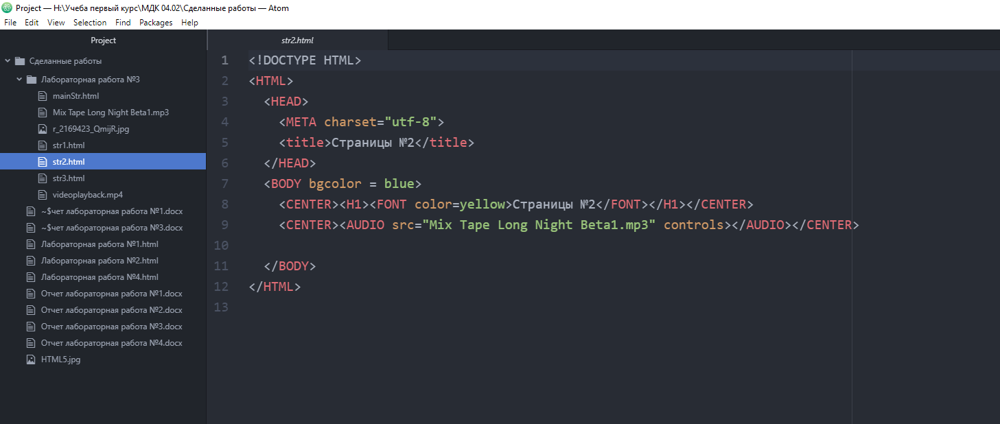 Project — H:\Учеба первый курс\МДК 04.02\Сделанные работы — Atom
File Edit View Selection Find Packages Help
Project
Сделанные работы
Лабораторная работа №3
mainStr.html
Mix Tape Long Night Beta1.mp3
r_2169423_QmijR.jpg
str1.html
str2.html
str3.html
videoplayback.mp4
~$чет лабораторная работа №1.docx
~$чет лабораторная работа №3.docx
Лабораторная работа №1.html
Лабораторная работа №2.html
Лабораторная работа №4.html
Отчет лабораторная работа №1.docx
Отчет лабораторная работа №2.docx
Отчет лабораторная работа №3.docx
Отчет лабораторная работа №4.docx
HTML5.jpg
str2.html
1 <!DOCTYPE HTML>
2 <HTML>
3 <HEAD>
4 <META charset="utf-8">
5 <title>Страницы №2</title>
6 </HEAD>
7 <BODY bgcolor = blue>
8 <CENTER><H1><FONT color=yellow>Страницы №2</FONT></H1></CENTER>
9 <CENTER><AUDIO src="Mix Tape Long Night Beta1.mp3" controls></AUDIO></CENTER>
10
11 </BODY>
12 </HTML>
13